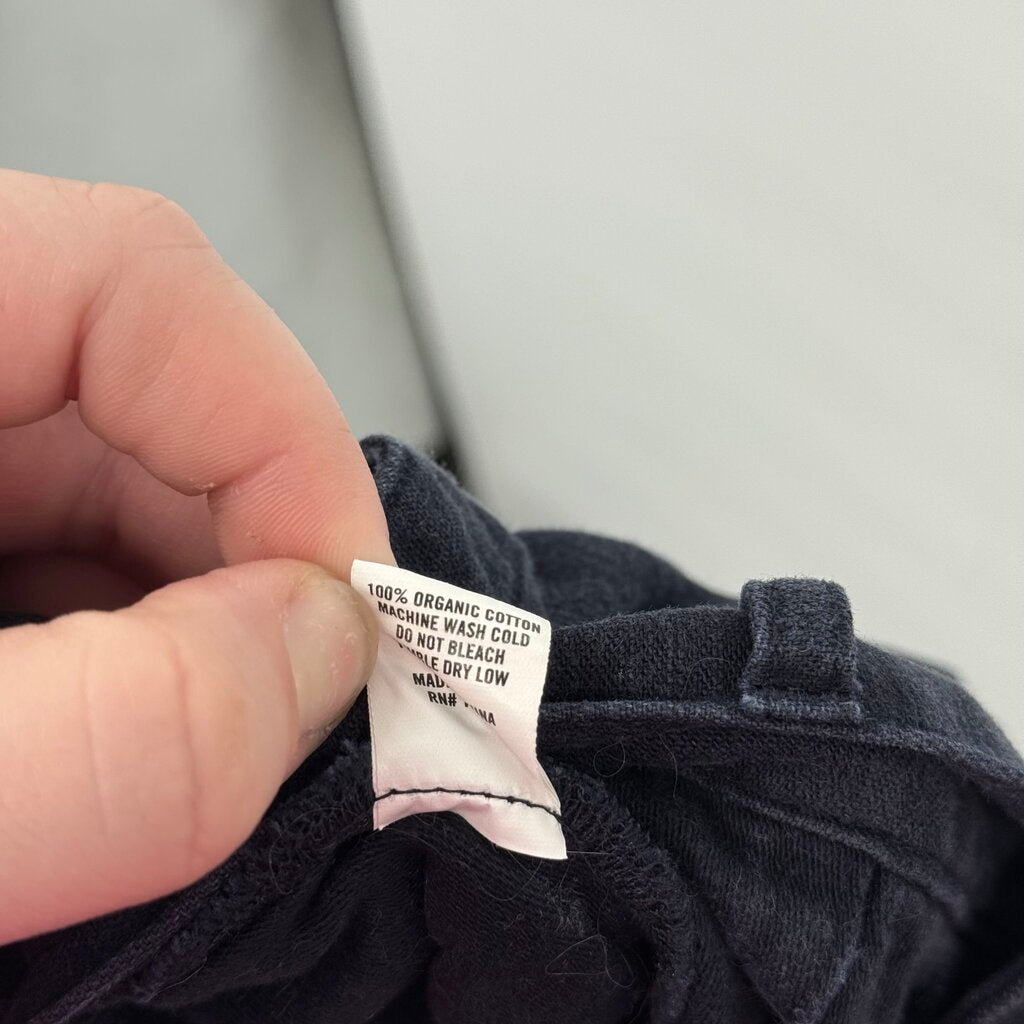 100% ORGANIC COTTON
MACHINE WASH COLD
DO NOT BLEACH
DRY LOW
RN#